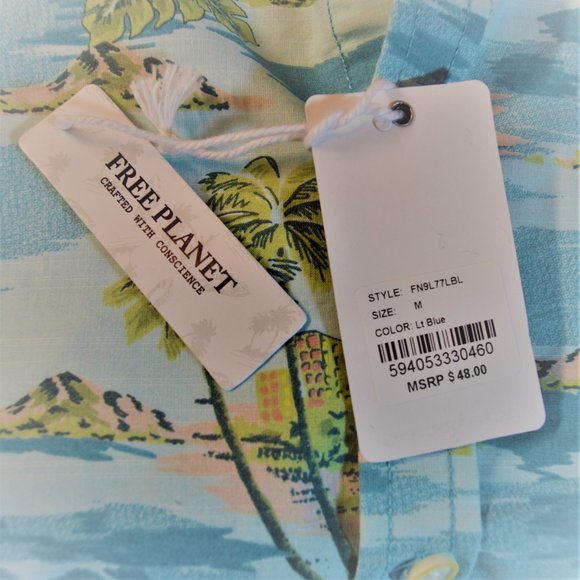 FREE PLANET
CRAFTED WITH CONSCIENCE
STYLE: FN9L77LBL
SIZE: M
COLOR: Lt Blue
594053330460
MSRP $48.00